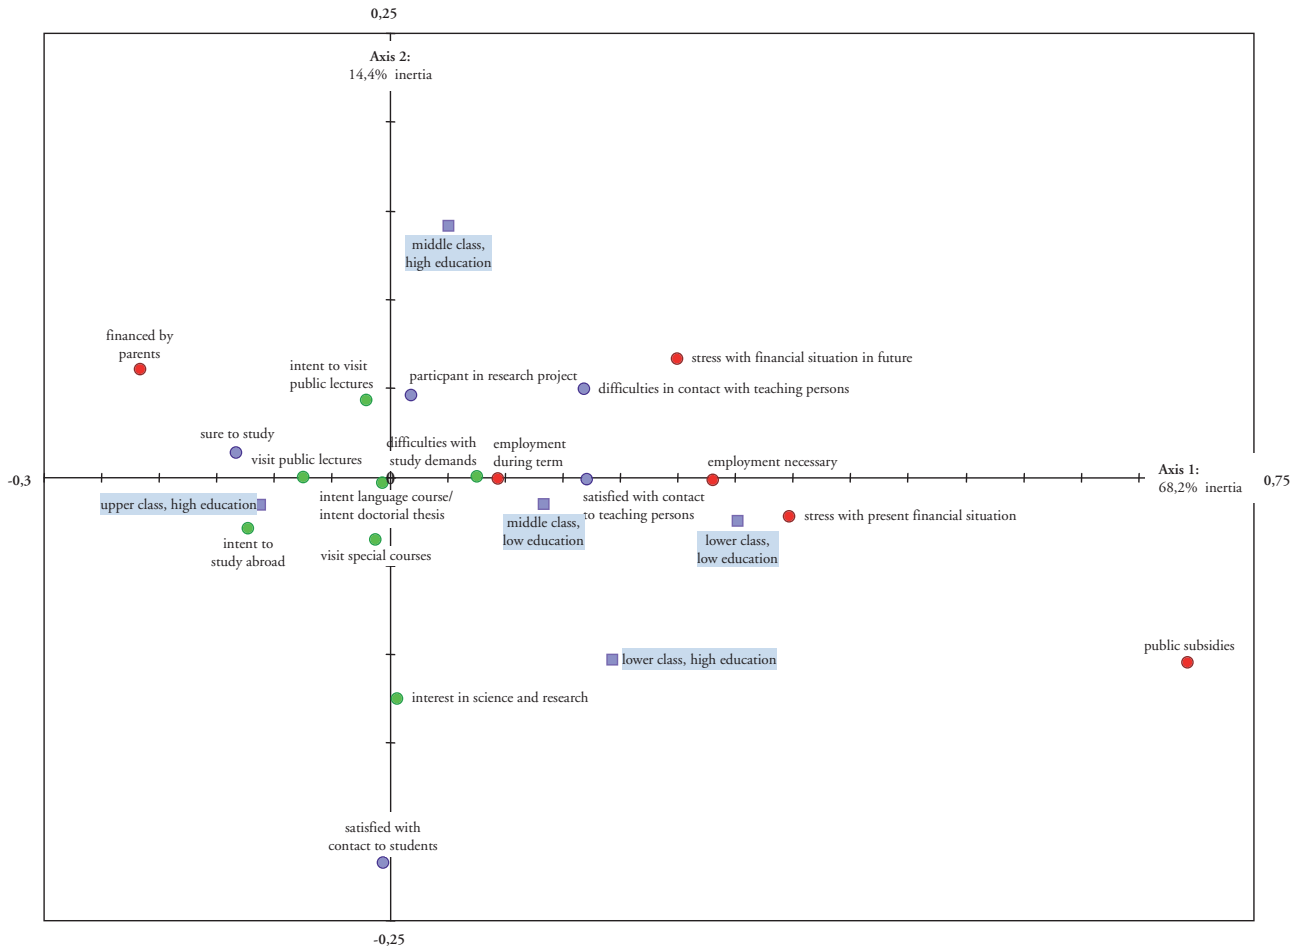 0,25
Axis 2:
14,4% inertia
middle class,
high education
financed by
parents
intent to visit
public lectures
particpant in research project
stress with financial situation in future
difficulties in contact with teaching persons
sure to study
visit public lectures
difficulties with
study demands
employment
during term
employment necessary
Axis 1:
68,2% inertia
-0,3
0,75
upper class, high education
intent language course/
intent doctorial thesis
satisfied with contact
to teaching persons
middle class,
low education
stress with present financial situation
lower class,
low education
intent to
study abroad
visit special courses
public subsidies
lower class, high education
interest in science and research
satisfied with
contact to students
-0,25